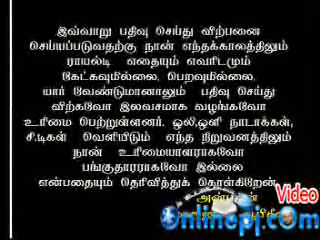 இவ்வாறு பதிவு செய்து விற்பனை
செய்யப்படுவதற்கு நான் எந்தக்காலத்திலும்
ராயல்டி எதையும் எவரிடமும்
கேட்கவுமில்லை, பெறவுமில்லை.
யார் வேண்டுமானாலும் பதிவு செய்து
விற்கவோ இலவசமாக வழங்கவோ
உரிமை பெற்றுள்ளனர். ஒலி,ஒளி நாடாக்கள்,
சி.டிகள் வெளியிடும் எந்த நிறுவனத்திலும்
நான் உரிமையாளராகவோ
பங்குதாரராகவோ இல்லை
என்பதையும் தெரிவித்துக் கொள்கிறேன்
Video
Onlinepj.com